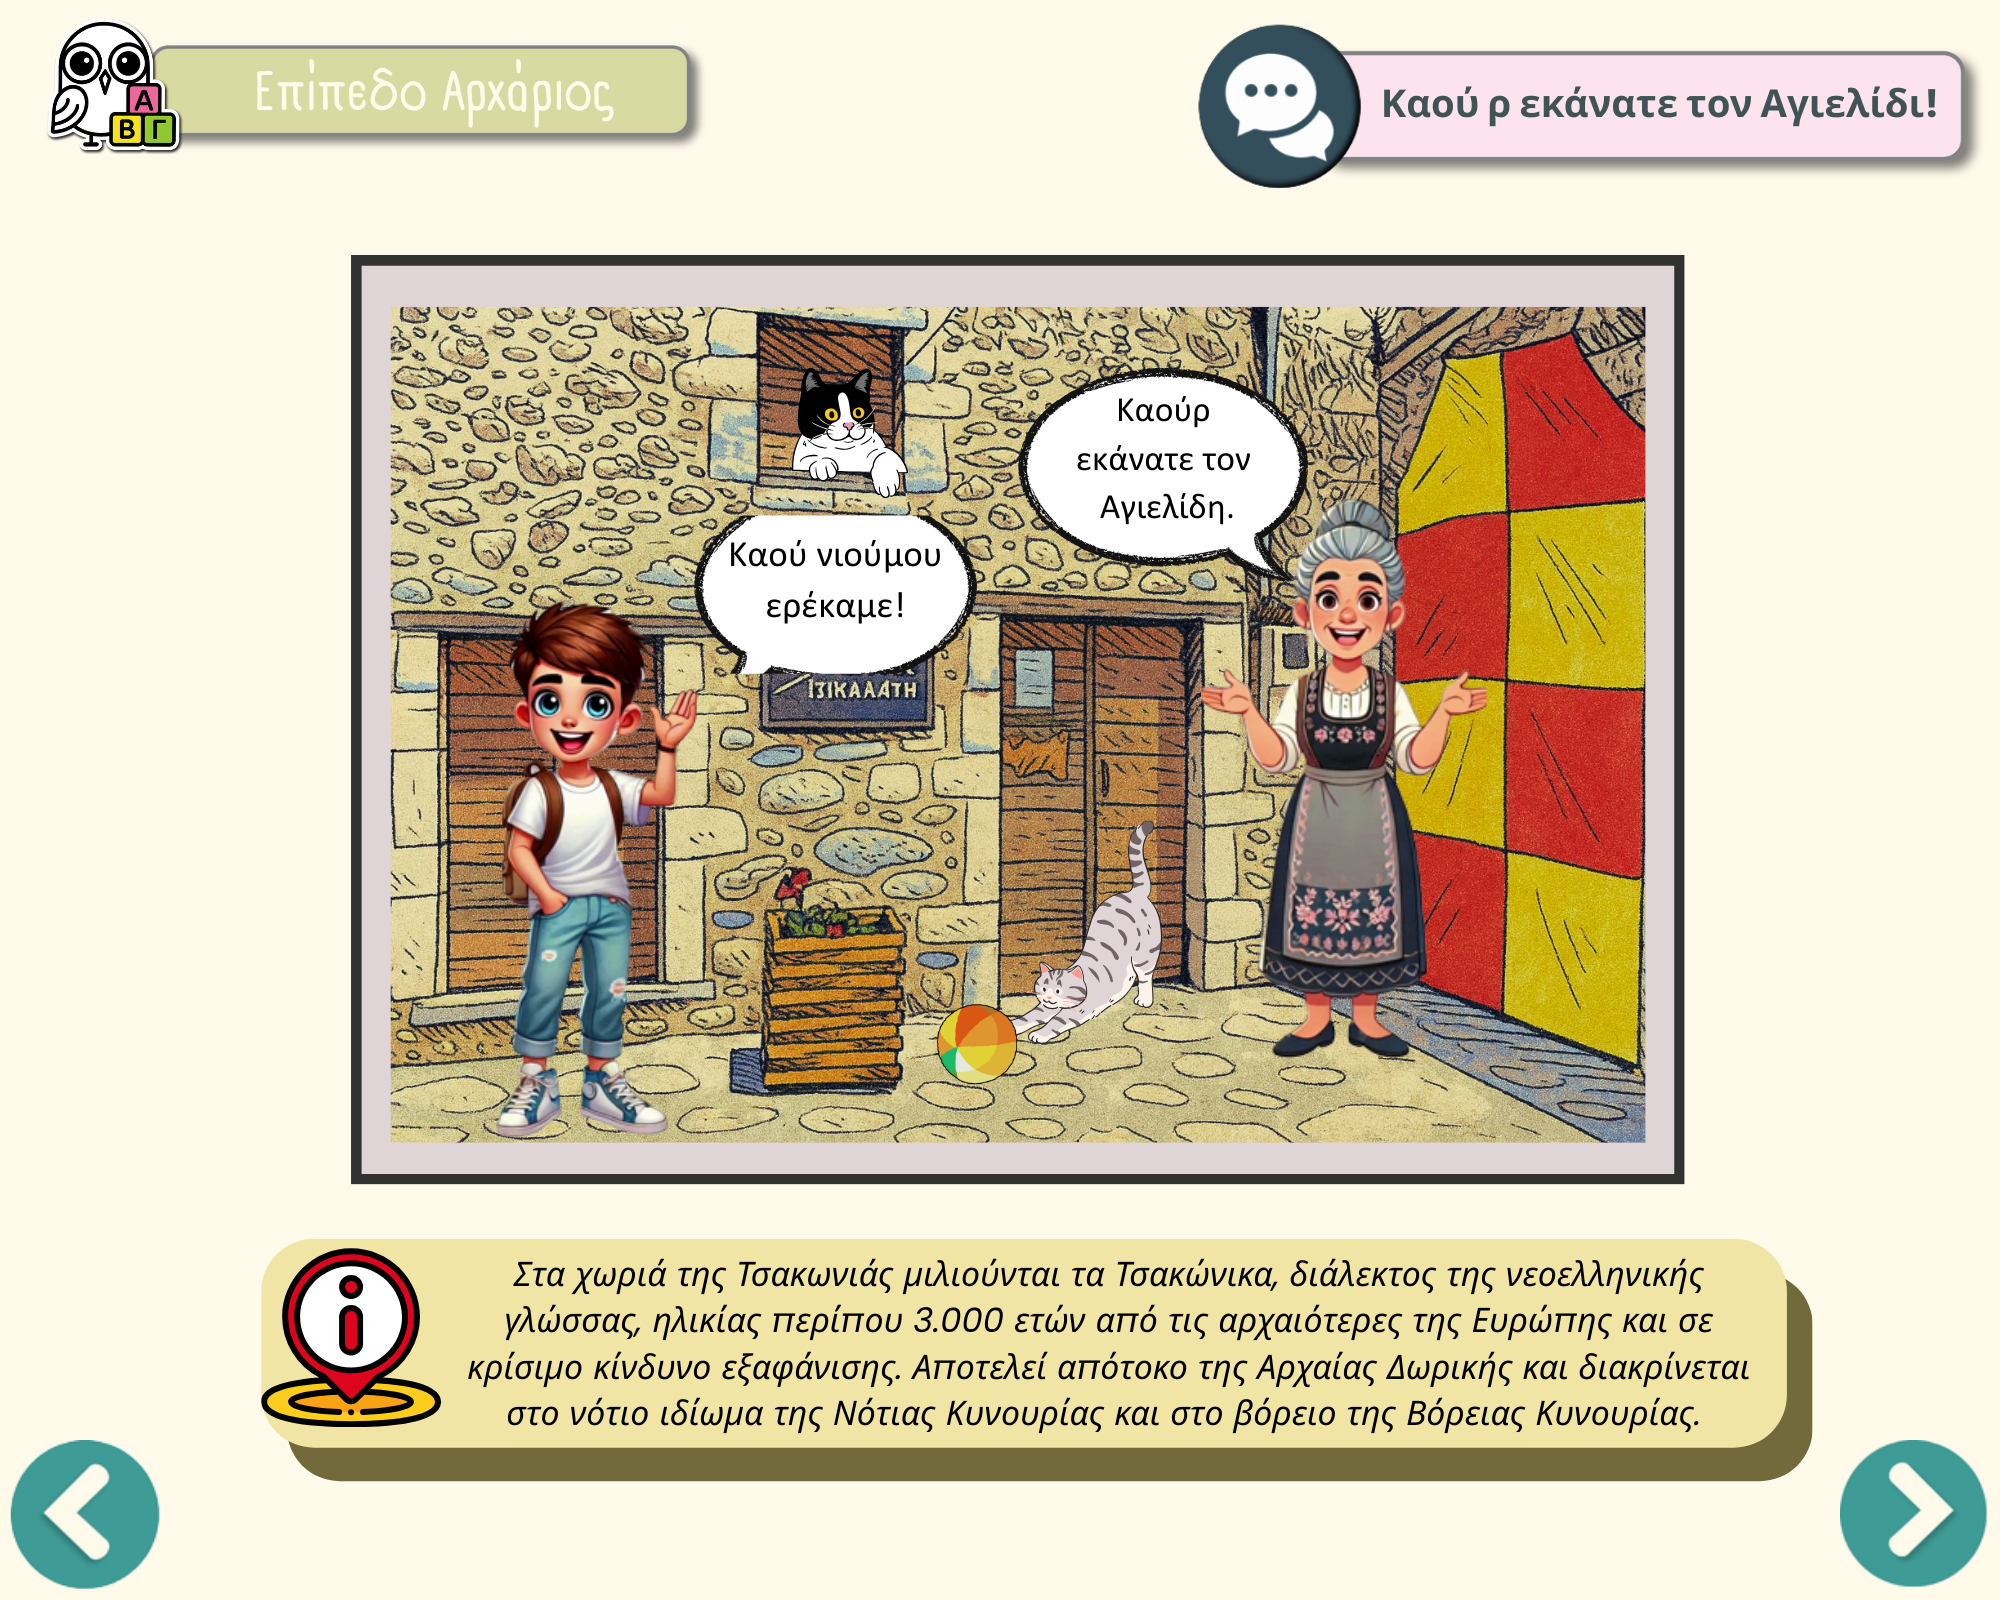 Επίπεδο Αρχάριος
Καού ρ εκάνατε τον Αγιελίδι!
Α
Β Γ
Καούρ
εκάνατε τον
Αγιελίδη.
Καού νιούμου
ερέκαμε!
Στα χωριά της Τσακωνιάς μιλιούνται τα Τσακώνικα, διάλεκτος της νεοελληνικής
γλώσσας, ηλικίας περίπου 3.000 ετών από τις αρχαιότερες της Ευρώπης και σε
κρίσιμο κίνδυνο εξαφάνισης. Αποτελεί απότοκο της Αρχαίας Δωρικής και διακρίνεται
στο νότιο ιδίωμα της Νότιας Κυνουρίας και στο βόρειο της Βόρειας Κυνουρίας.